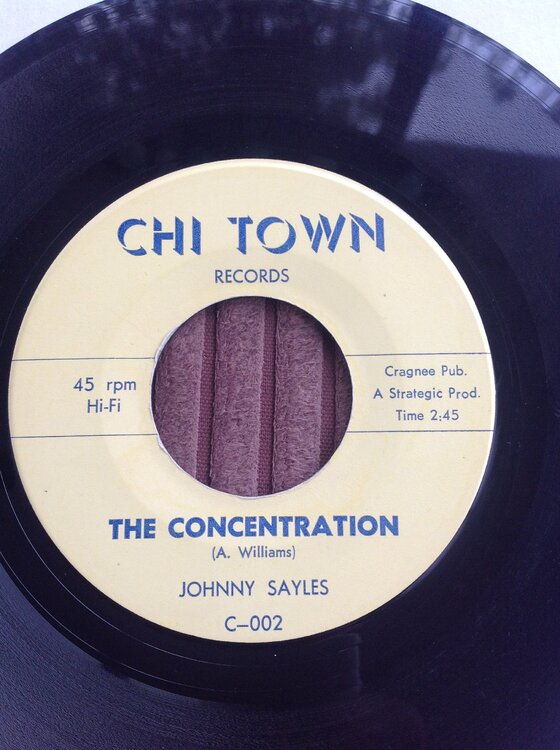 CHI TOWN
RECORDS
45 rpm
Hi-Fi
Cragnee Pub.
A Strategic Prod.
Time 2:45
THE CONCENTRATION
(A. Williams)
JOHNNY SAYLES
C-002